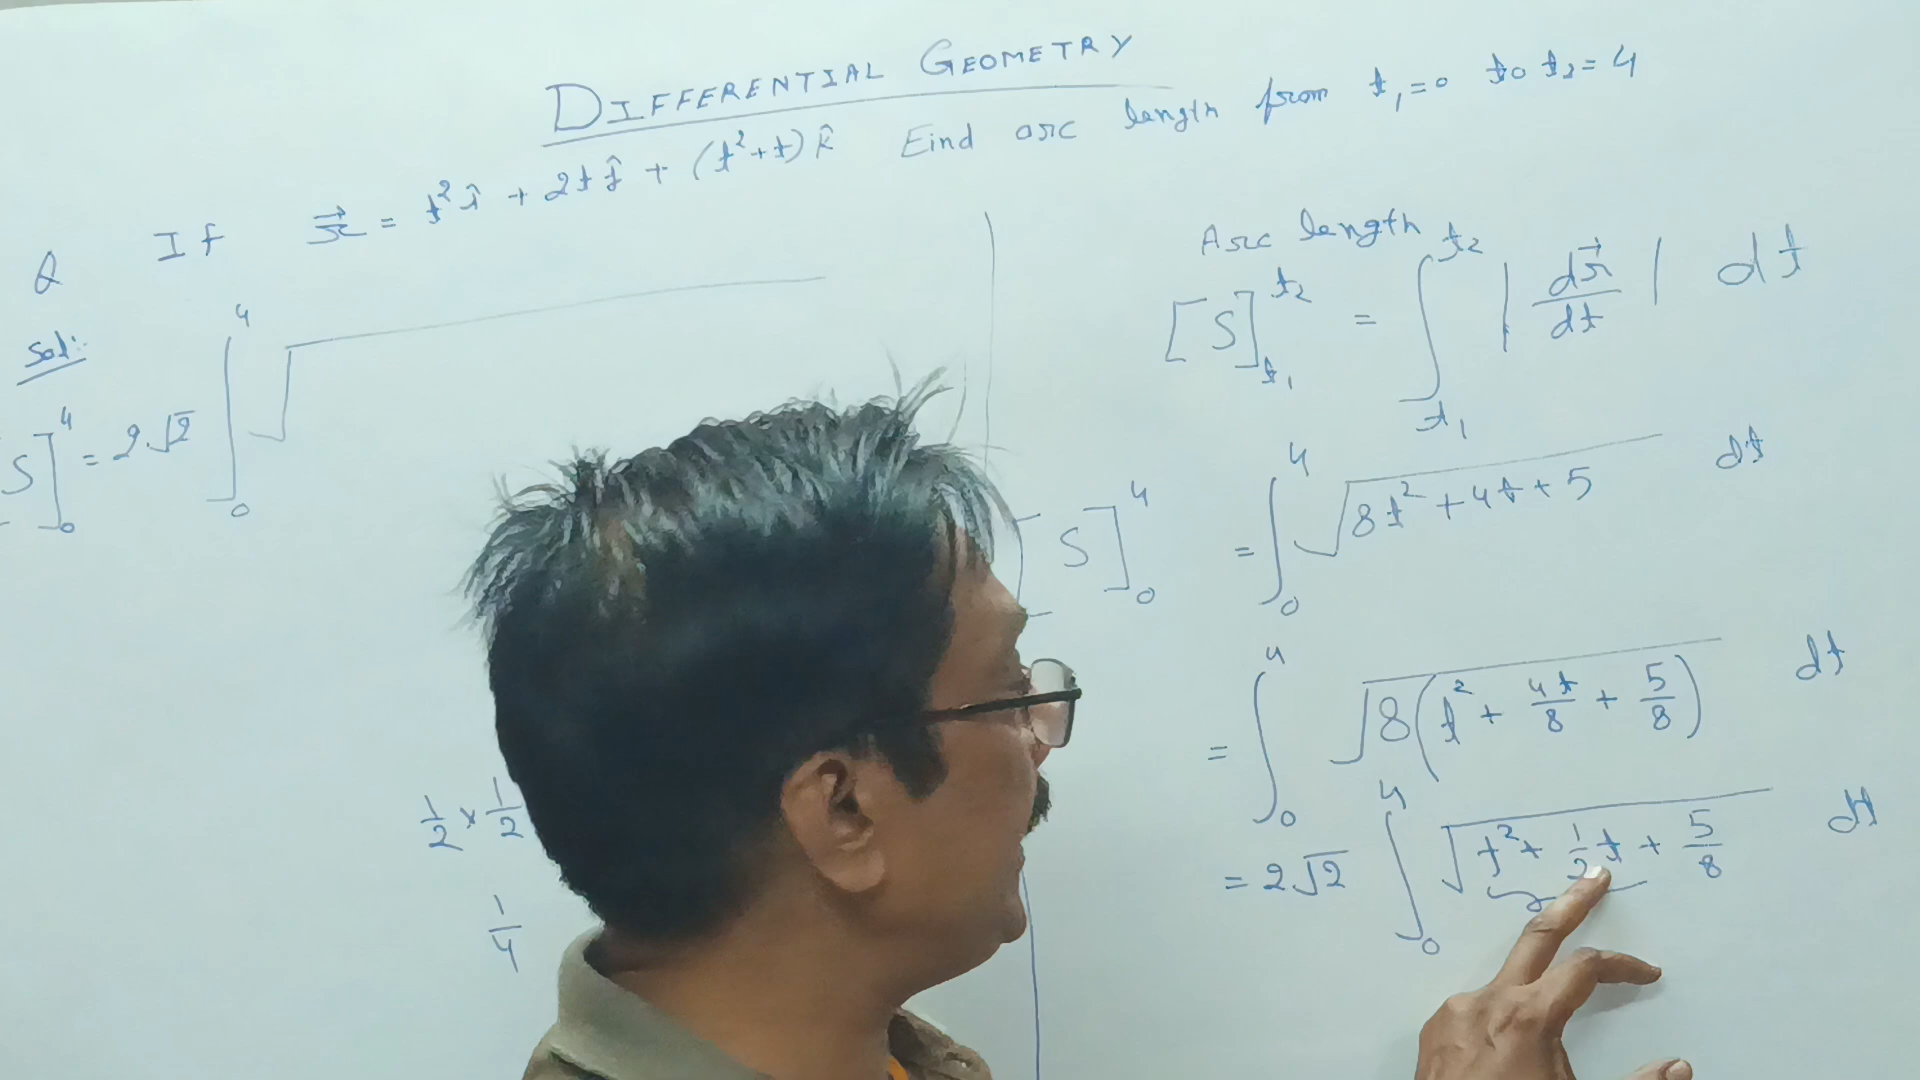 DIFFERENTIAL GEOMETRY
Q If r⃗ = t² î + 2t ĵ + (t²+t) k̂ Find arc length from t₁=0 to t₂=4
Sol:
S]₀⁴ = 2√2 ∫₀⁴ √
1/2 × 1/2
1/4
Arc length
[S]_{t₁}^{t₂} = ∫_{t₁}^{t₂} | dr⃗/dt | dt
[S]₀⁴ = ∫₀⁴ √(8t² + 4t + 5) dt
= ∫₀⁴ √(8(t² + 4t/8 + 5/8)) dt
= 2√2 ∫₀⁴ √(t² + 1/2 t + 5/8) dt